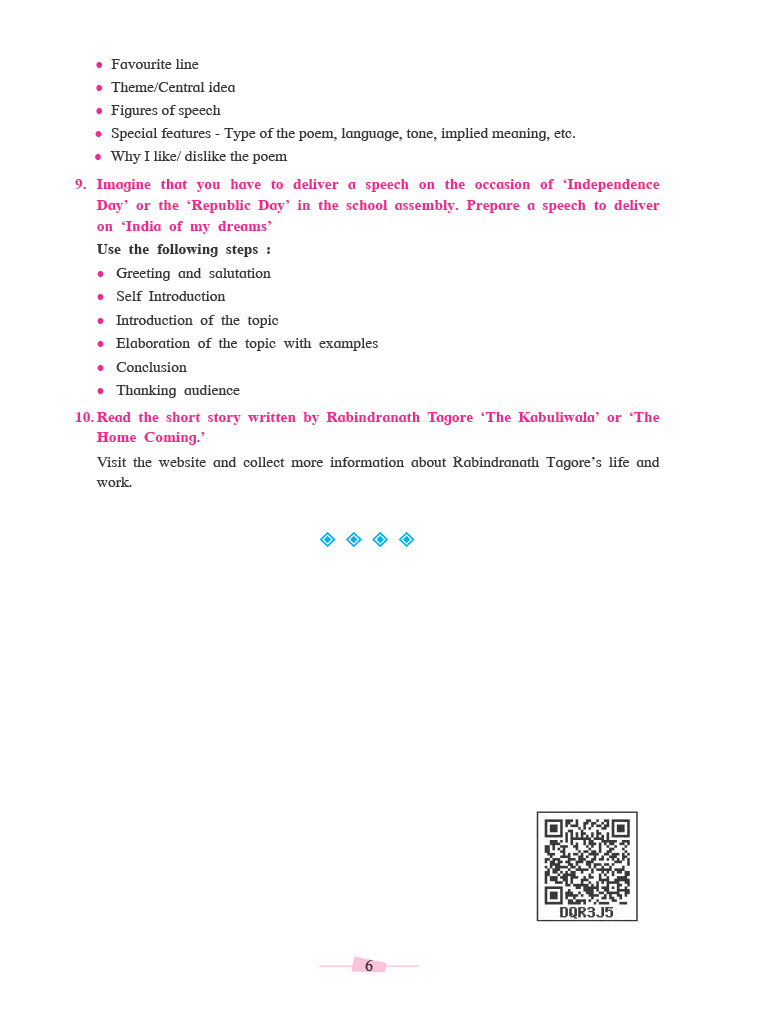 • Favourite line
• Theme/Central idea
• Figures of speech
• Special features - Type of the poem, language, tone, implied meaning, etc.
• Why I like/ dislike the poem
9. Imagine that you have to deliver a speech on the occasion of ‘Independence
Day’ or the ‘Republic Day’ in the school assembly. Prepare a speech to deliver
on ‘India of my dreams’
Use the following steps :
• Greeting and salutation
• Self Introduction
• Introduction of the topic
• Elaboration of the topic with examples
• Conclusion
• Thanking audience
10. Read the short story written by Rabindranath Tagore ‘The Kabuliwala’ or ‘The
Home Coming.’
Visit the website and collect more information about Rabindranath Tagore’s life and
work.
DQR3J5
6